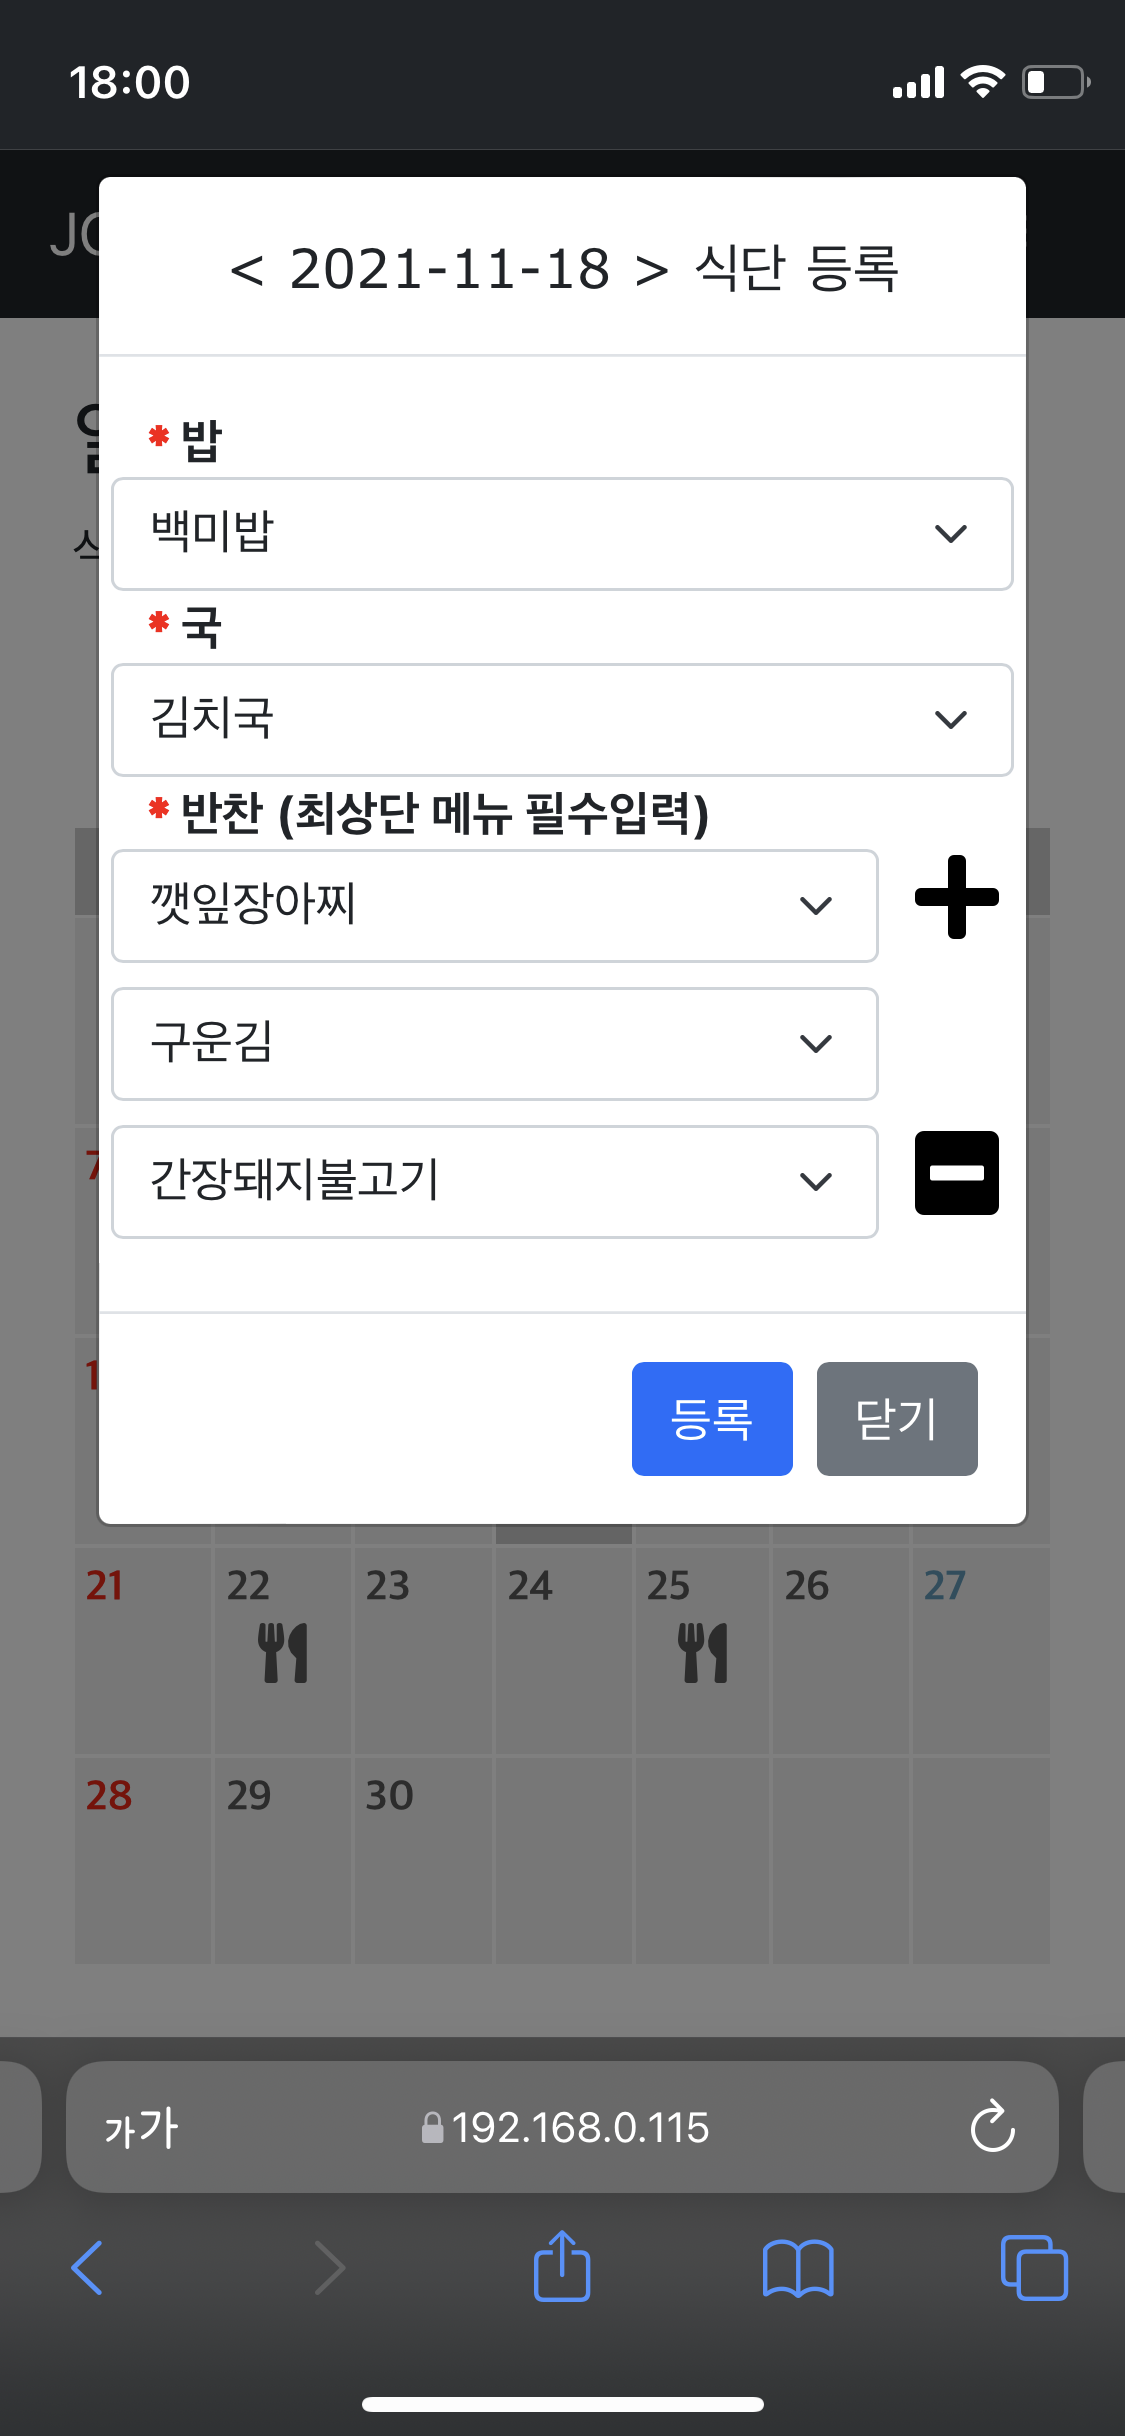 18:00
< 2021-11-18 > 식단 등록
* 밥
백미밥
* 국
김치국
* 반찬 (최상단 메뉴 필수입력)
깻잎장아찌
구운김
간장돼지불고기
등록 닫기
21 22 23 24 25 26 27
28 29 30
가가 192.168.0.115